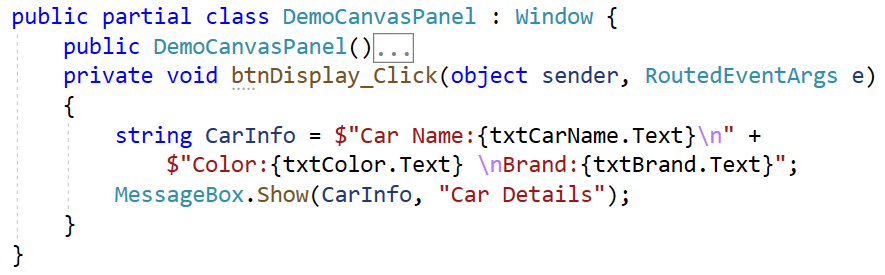 public partial class DemoCanvasPanel : Window {
public DemoCanvasPanel()...
private void btnDisplay_Click(object sender, RoutedEventArgs e)
{
string CarInfo = $"Car Name:{txtCarName.Text}\n" +
$"Color:{txtColor.Text} \nBrand:{txtBrand.Text}";
MessageBox.Show(CarInfo, "Car Details");
}
}